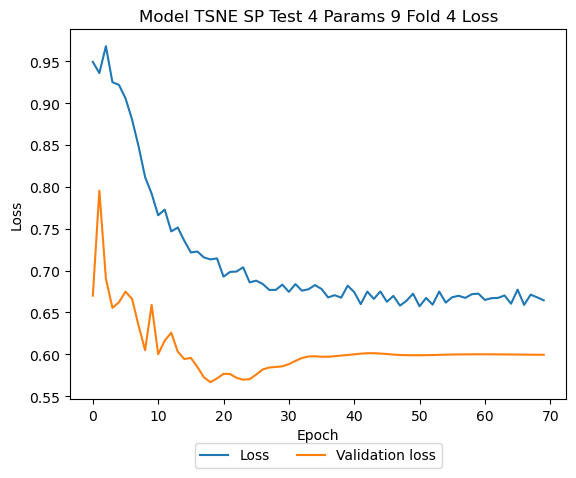 Model TSNE SP Test 4 Params 9 Fold 4 Loss
Loss
0.95
0.90
0.85
0.80
0.75
0.70
0.65
0.60
0.55
0 10 20 30 40 50 60 70
Epoch
Loss Validation loss